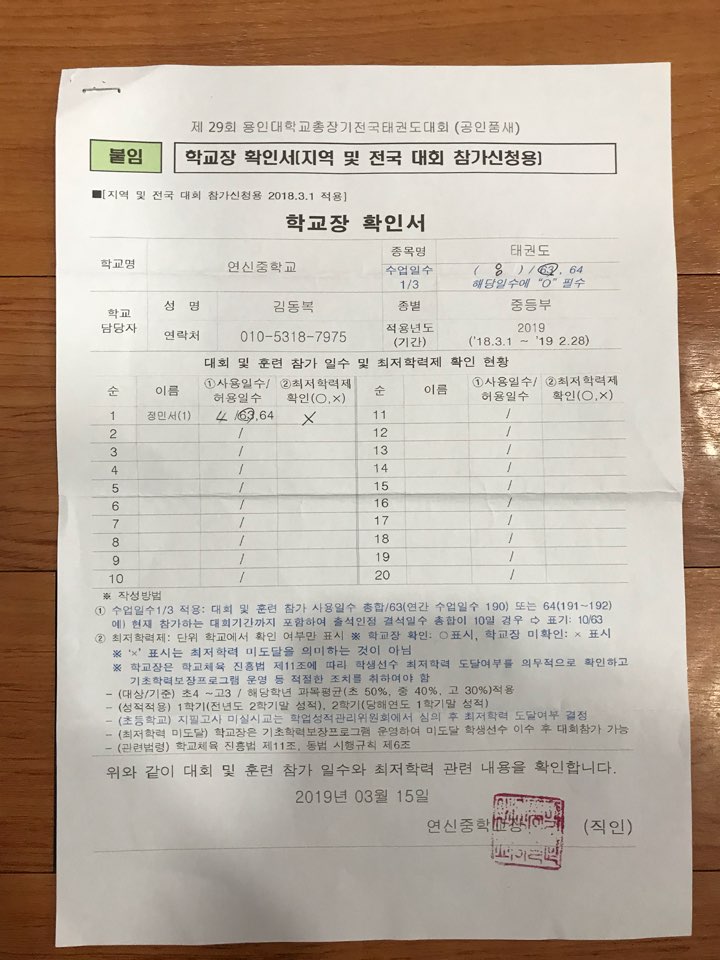 제 29회 용인대학교총장기전국태권도대회 (공인품새)
붙임 학교장 확인서(지역 및 전국 대회 참가신청용)
■[지역 및 전국 대회 참가신청용 2018.3.1 적용]
학교장 확인서
학교명 연신중학교 종목명 태권도
수업일수 1/3 ( ) / 63, 64
해당일수에 "O" 필수
학교 담당자 성 명 김동복 종별 중등부
연락처 010-5318-7975 적용년도 (기간) 2019 ('18.3.1 ~ '19 2.28)
대회 및 훈련 참가 일수 및 최저학력제 확인 현황
순 이름 ①사용일수/허용일수 ②최저학력제 확인(○,×) 순 이름 ①사용일수/허용일수 ②최저학력제 확인(○,×)
1 정민서(1) 4 /63,64 × 11 /
2 / 12 /
3 / 13 /
4 / 14 /
5 / 15 /
6 / 16 /
7 / 17 /
8 / 18 /
9 / 19 /
10 / 20 /
※ 작성방법
① 수업일수1/3 적용: 대회 및 훈련 참가 사용일수 총합/63(연간 수업일수 190) 또는 64(191~192)
예) 현재 참가하는 대회기간까지 포함하여 출석인정 결석일수 총합이 10일 경우 ⇨ 표기: 10/63
② 최저학력제: 단위 학교에서 확인 여부만 표시 ※ 학교장 확인: ○표시, 학교장 미확인: × 표시
※ '×' 표시는 최저학력 미도달을 의미하는 것이 아님
※ 학교장은 학교체육 진흥법 제11조에 따라 학생선수 최저학력 도달여부를 의무적으로 확인하고
기초학력보장프로그램 운영 등 적절한 조치를 취하여야 함
- (대상/기준) 초4 ~고3 / 해당학년 과목평균(초 50%, 중 40%, 고 30%)적용
- (성적적용) 1학기(전년도 2학기말 성적), 2학기(당해연도 1학기말 성적)
- (초등학교) 지필고사 미실시교는 학업성적관리위원회에서 심의 후 최저학력 도달여부 결정
- (최저학력 미도달) 학교장은 기초학력보장프로그램 운영하여 미도달 학생선수 이수 후 대회참가 가능
- (관련법령) 학교체육 진흥법 제11조, 동법 시행규칙 제6조
위와 같이 대회 및 훈련 참가 일수와 최저학력 관련 내용을 확인합니다.
2019년 03월 15일
연신중학교장 (직인)